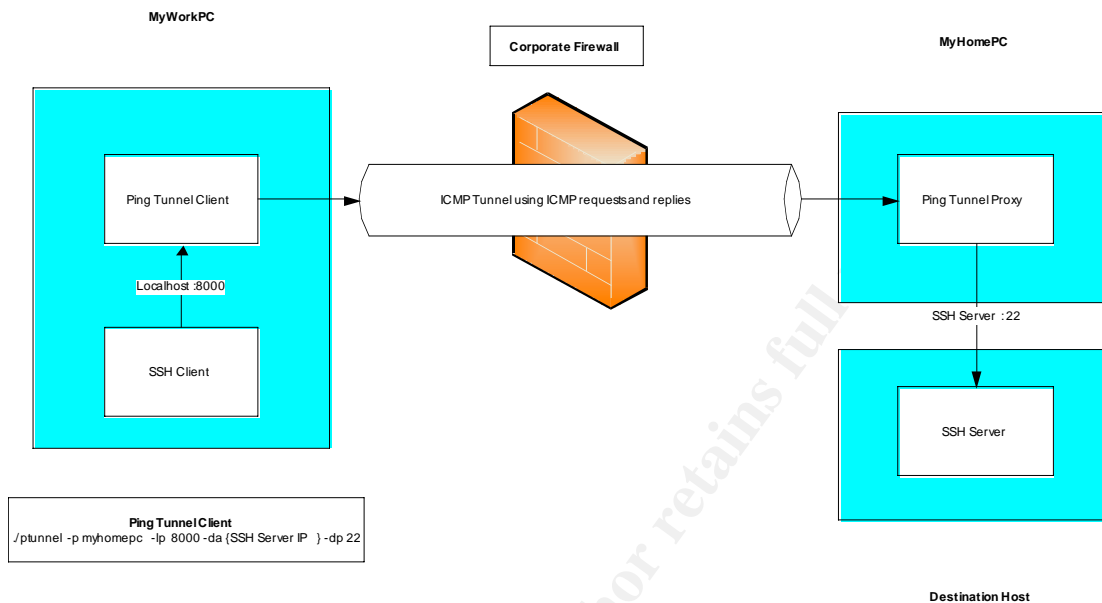 MyWorkPC
Corporate Firewall
MyHomePC
Ping Tunnel Client
ICMP Tunnel using ICMP requests and replies
Ping Tunnel Proxy
Localhost :8000
SSH Server : 22
SSH Client
SSH Server
Ping Tunnel Client
./ptunnel -p myhomepc -lp 8000 -da {SSH Server IP } -dp 22
Destination Host
retains full